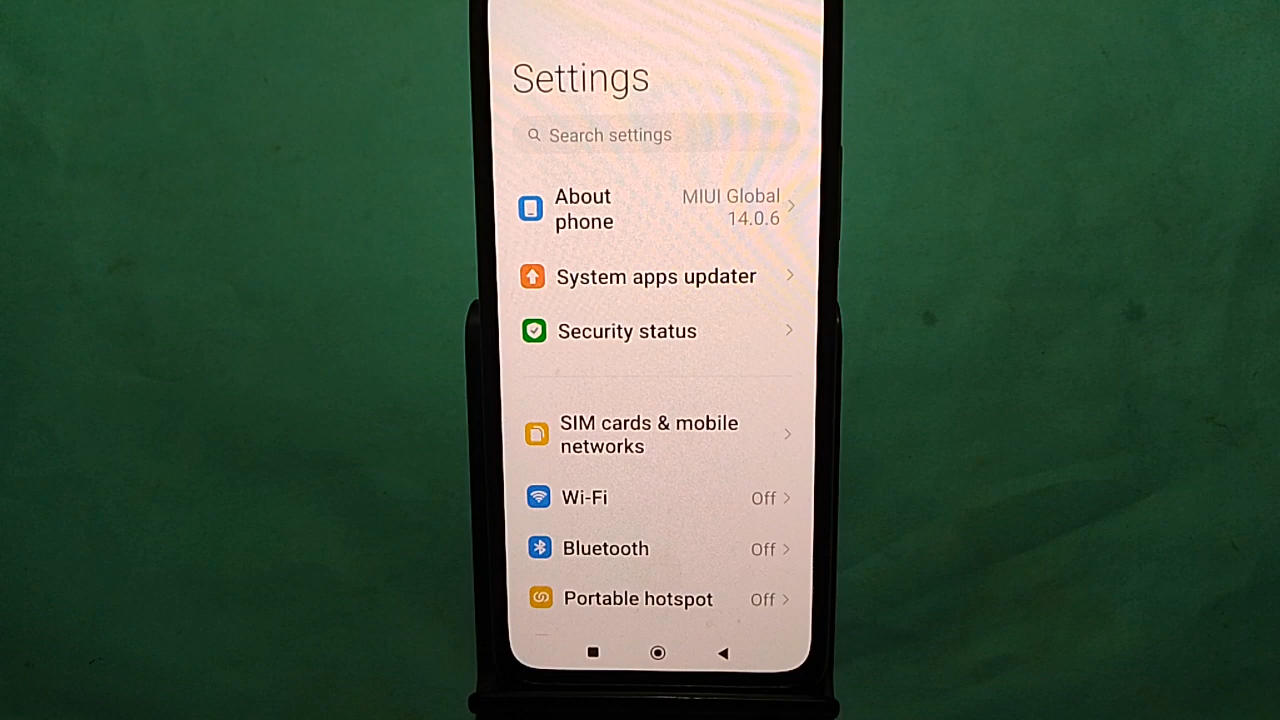 Settings
Search settings
About
phone
MIUI Global
14.0.6
System apps updater
Security status
SIM cards & mobile
networks
Wi-Fi
Off
Bluetooth
Off
Portable hotspot
Off